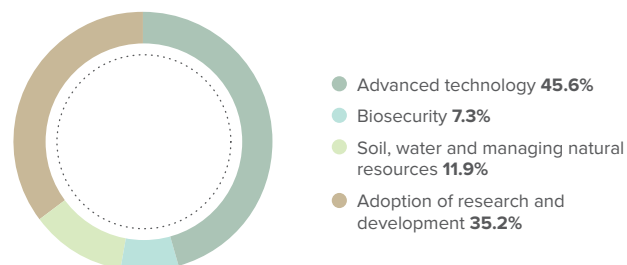 Advanced technology 45.6%
Biosecurity 7.3%
Soil, water and managing natural
resources 11.9%
Adoption of research and
development 35.2%